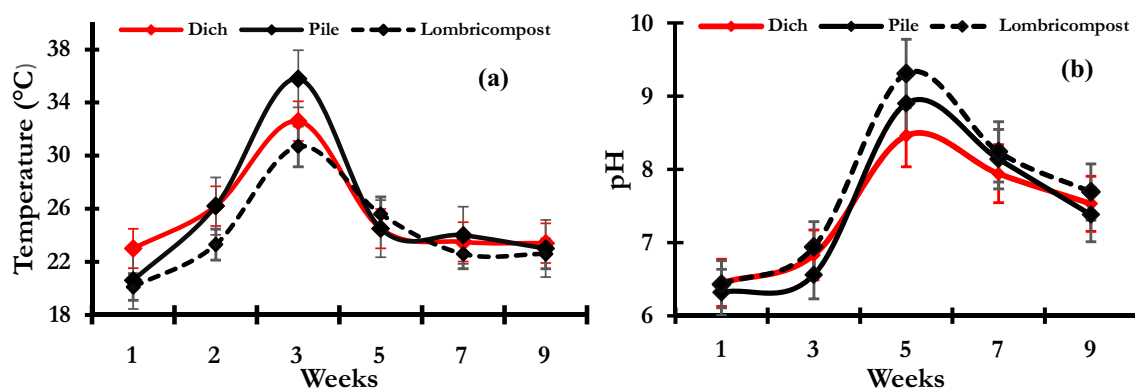 Dich Pile Lombricompost
38
34
30
26
22
18
Temperature (°C)
(a)
1 2 3 5 7 9
Weeks
Dich Pile Lombricompost
10
9
8
7
6
pH
(b)
1 3 5 7 9
Weeks